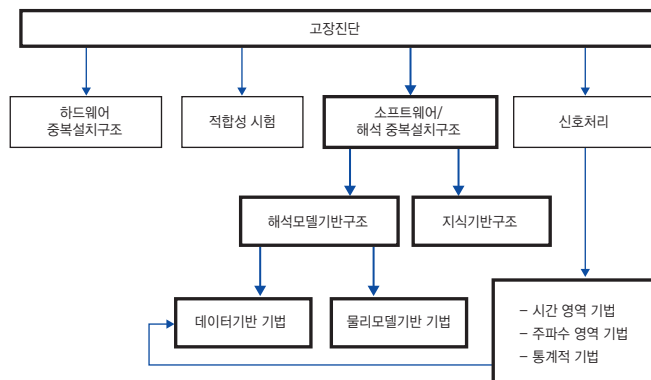 고장진단
하드웨어
중복설치구조
적합성 시험
소프트웨어/
해석 중복설치구조
신호처리
해석모델기반구조
지식기반구조
데이터기반 기법
물리모델기반 기법
– 시간 영역 기법
– 주파수 영역 기법
– 통계적 기법